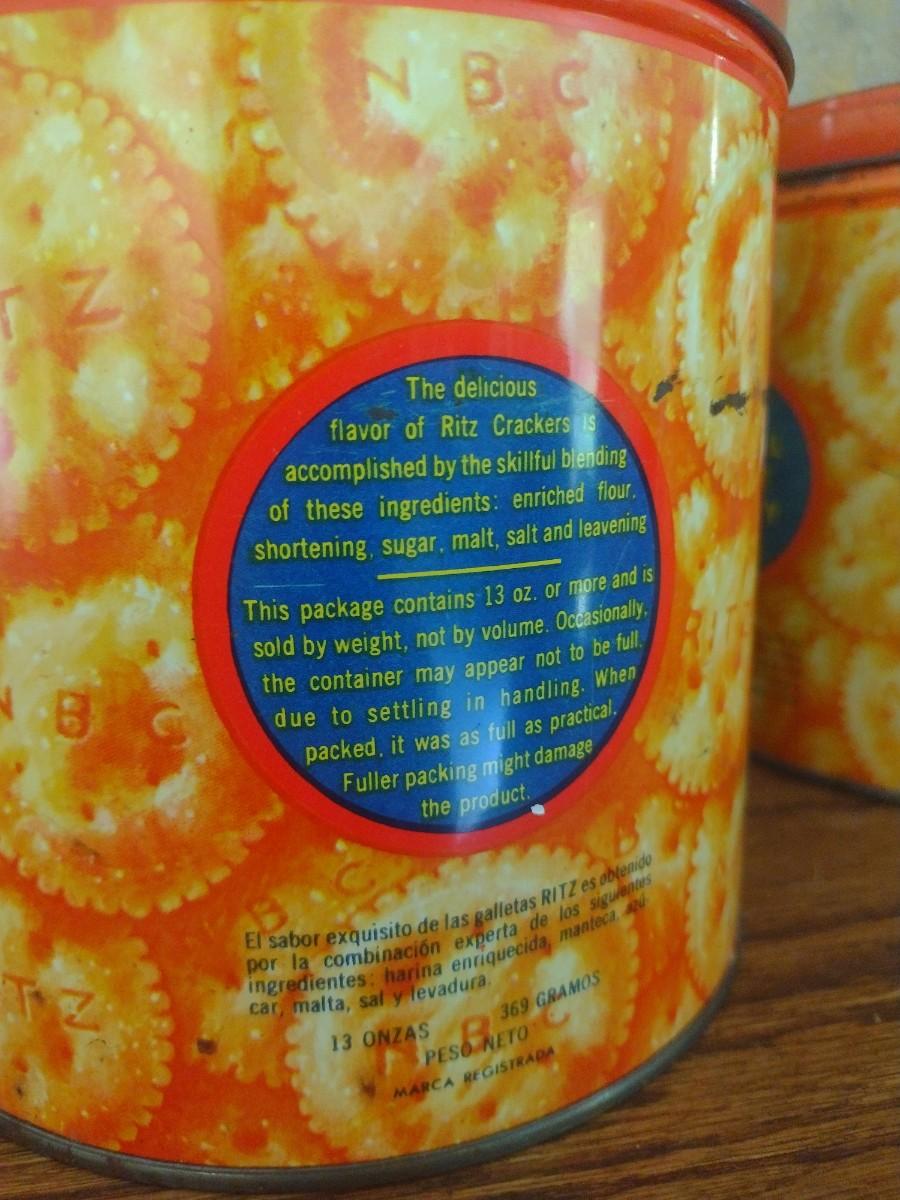 N B C
T Z
The delicious
flavor of Ritz Crackers is
accomplished by the skillful blending
of these ingredients: enriched flour,
shortening, sugar, malt, salt and leavening
This package contains 13 oz. or more and is
sold by weight, not by volume. Occasionally,
the container may appear not to be full,
due to settling in handling. When
packed, it was as full as practical.
Fuller packing might damage
the product.
N B C
B C
El sabor exquisito de las galletas RITZ es obtenido
por la combinación experta de los siguientes
ingredientes: harina enriquecida, manteca, azú-
car, malta, sal y levadura.
T Z
13 ONZAS 369 GRAMOS
PESO NETO
N B C
MARCA REGISTRADA